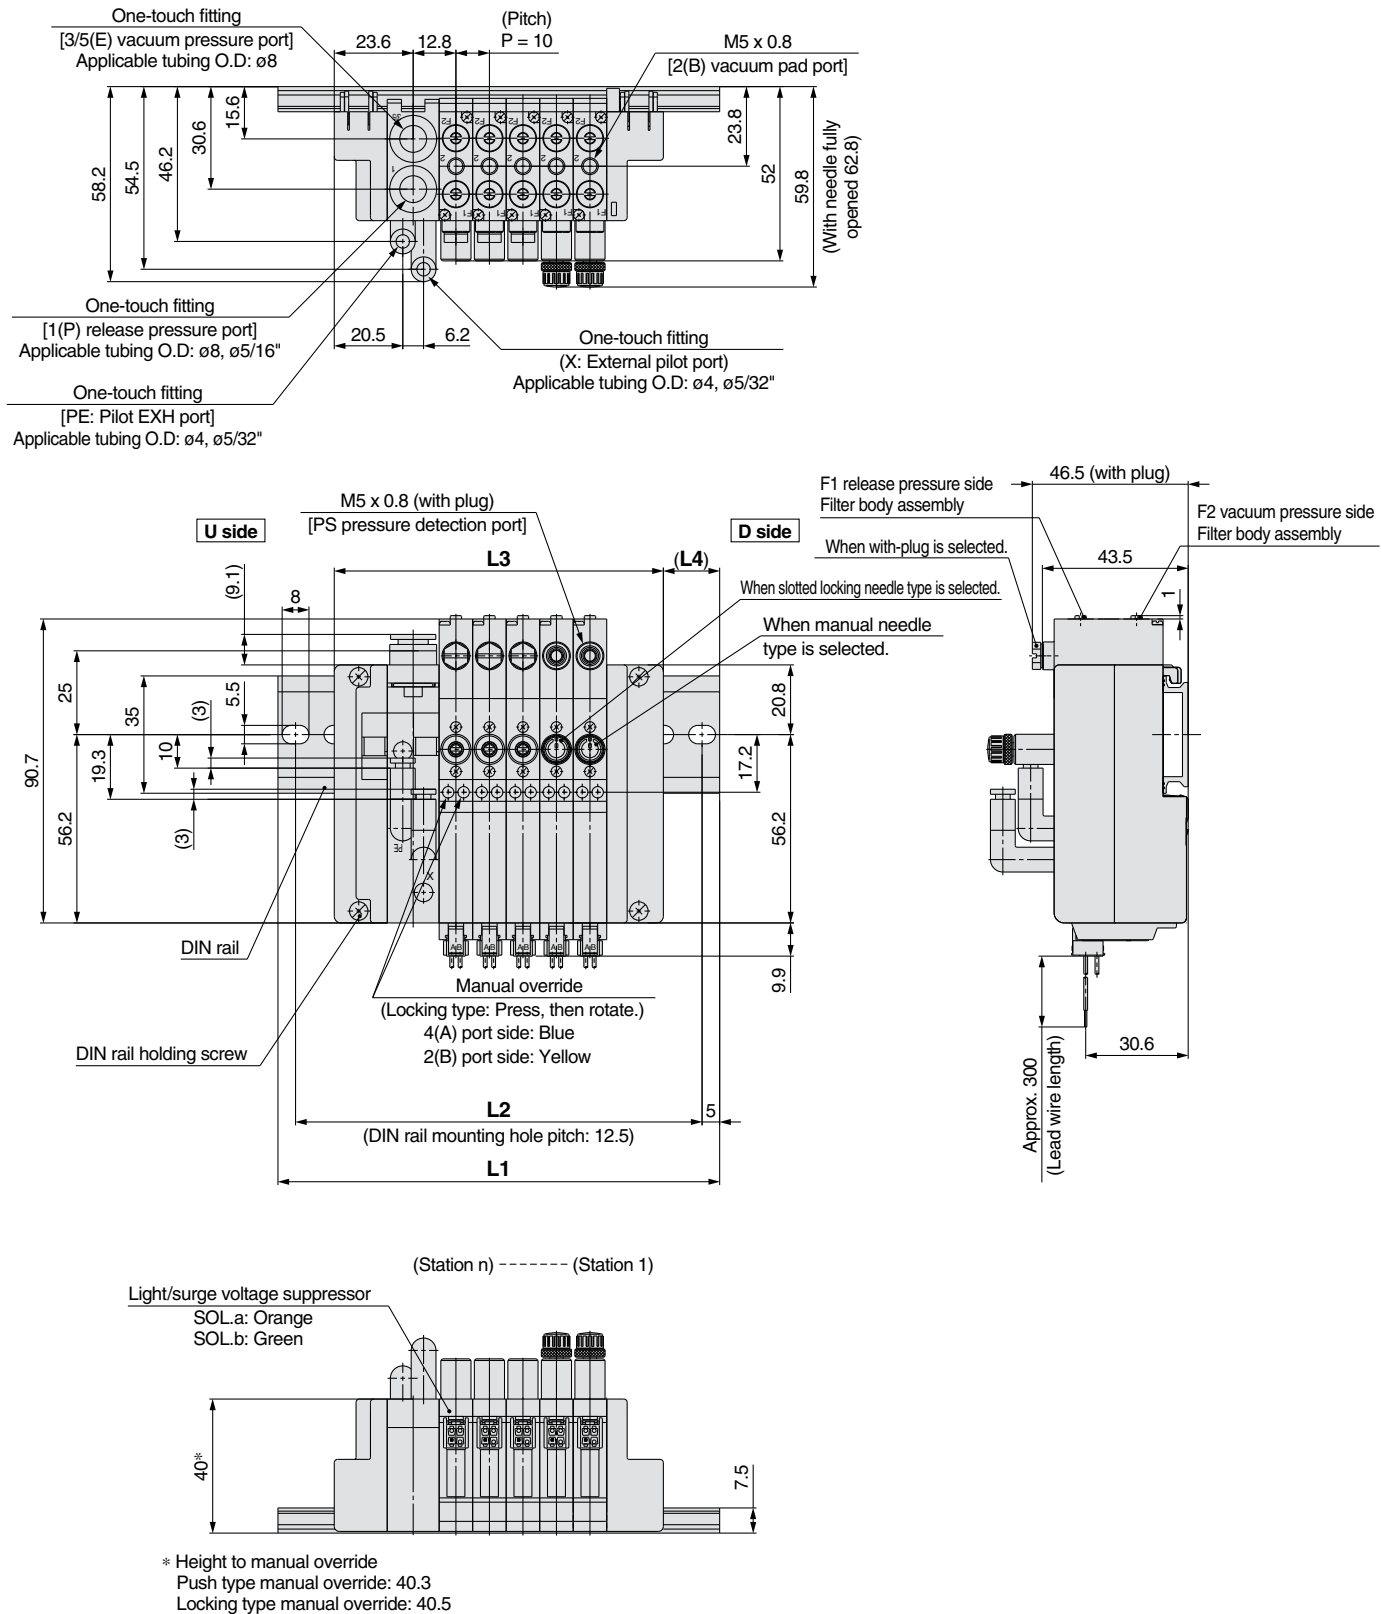 One-touch fitting
[3/5(E) vacuum pressure port]
Applicable tubing O.D: ø8
23.6
12.8
(Pitch)
P = 10
M5 x 0.8
[2(B) vacuum pad port]
58.2
54.5
46.2
30.6
15.6
23.8
52
59.8
(With needle fully
opened 62.8)
One-touch fitting
[1(P) release pressure port]
Applicable tubing O.D: ø8, ø5/16"
20.5
6.2
One-touch fitting
(X: External pilot port)
Applicable tubing O.D: ø4, ø5/32"
One-touch fitting
[PE: Pilot EXH port]
Applicable tubing O.D: ø4, ø5/32"
M5 x 0.8 (with plug)
[PS pressure detection port]
U side
D side
L3
(L4)
When slotted locking needle type is selected.
When manual needle
type is selected.
8
(9.1)
90.7
25
56.2
35
19.3
5.5
10
(3)
(3)
20.8
17.2
56.2
9.9
PE
X
A B
A B
A B
A B
A B
DIN rail
Manual override
(Locking type: Press, then rotate.)
4(A) port side: Blue
2(B) port side: Yellow
DIN rail holding screw
L2
5
(DIN rail mounting hole pitch: 12.5)
L1
F1 release pressure side
Filter body assembly
46.5 (with plug)
F2 vacuum pressure side
Filter body assembly
When with-plug is selected.
43.5
1
30.6
Approx. 300
(Lead wire length)
(Station n) ------- (Station 1)
Light/surge voltage suppressor
SOL.a: Orange
SOL.b: Green
40*
7.5
* Height to manual override
Push type manual override: 40.3
Locking type manual override: 40.5